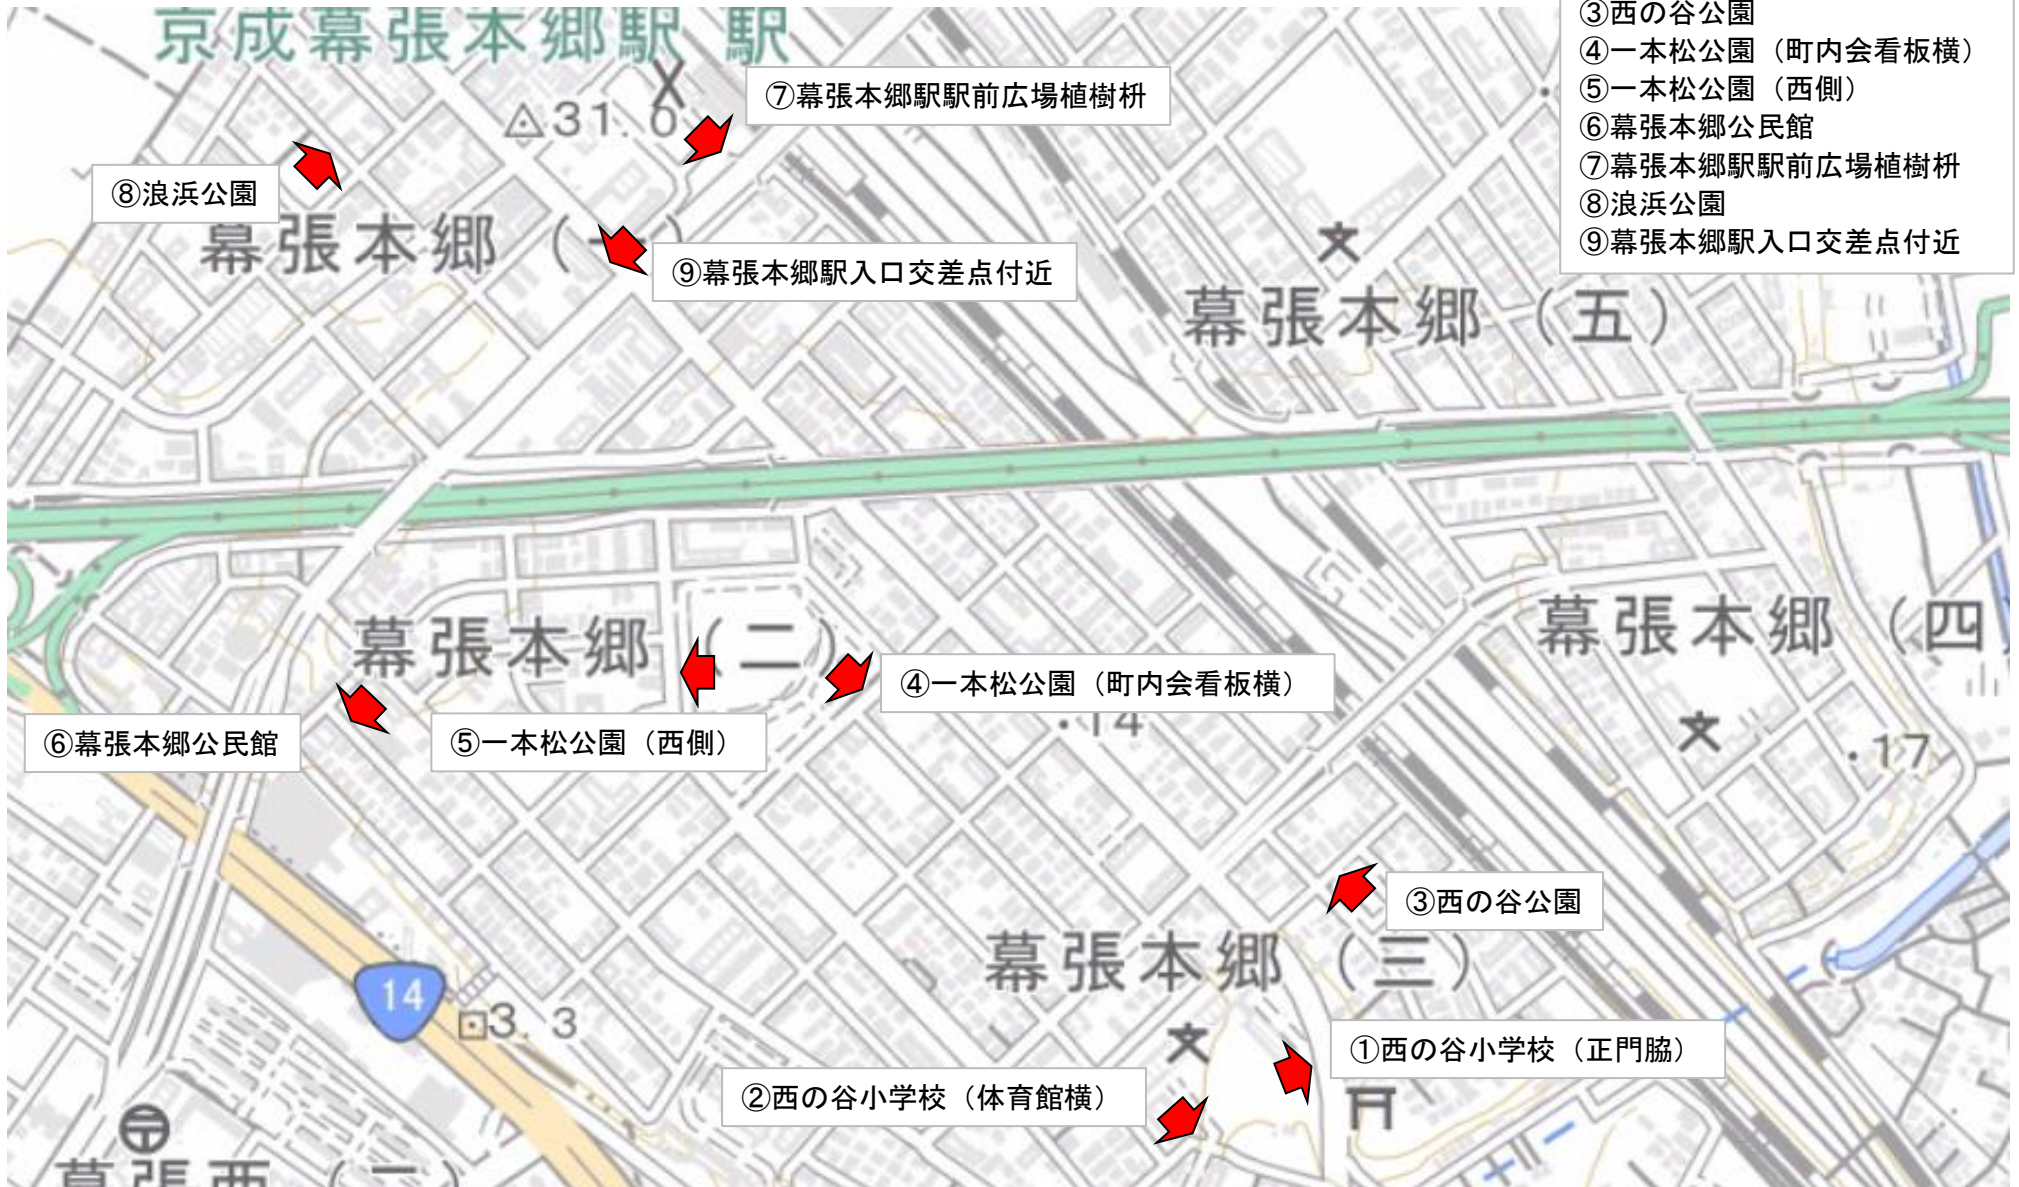 京成幕張本郷駅 駅
③西の谷公園
④一本松公園（町内会看板横）
⑤一本松公園（西側）
⑥幕張本郷公民館
⑦幕張本郷駅駅前広場植樹枡
⑧浪浜公園
⑨幕張本郷駅入口交差点付近
⑦幕張本郷駅駅前広場植樹枡
31.0
⑧浪浜公園
幕張本郷（一）
⑨幕張本郷駅入口交差点付近
幕張本郷（五）
幕張本郷（二）
幕張本郷（四）
④一本松公園（町内会看板横）
14
⑥幕張本郷公民館
⑤一本松公園（西側）
17
③西の谷公園
幕張本郷（三）
14
3.3
①西の谷小学校（正門脇）
②西の谷小学校（体育館横）
幕張西（一）